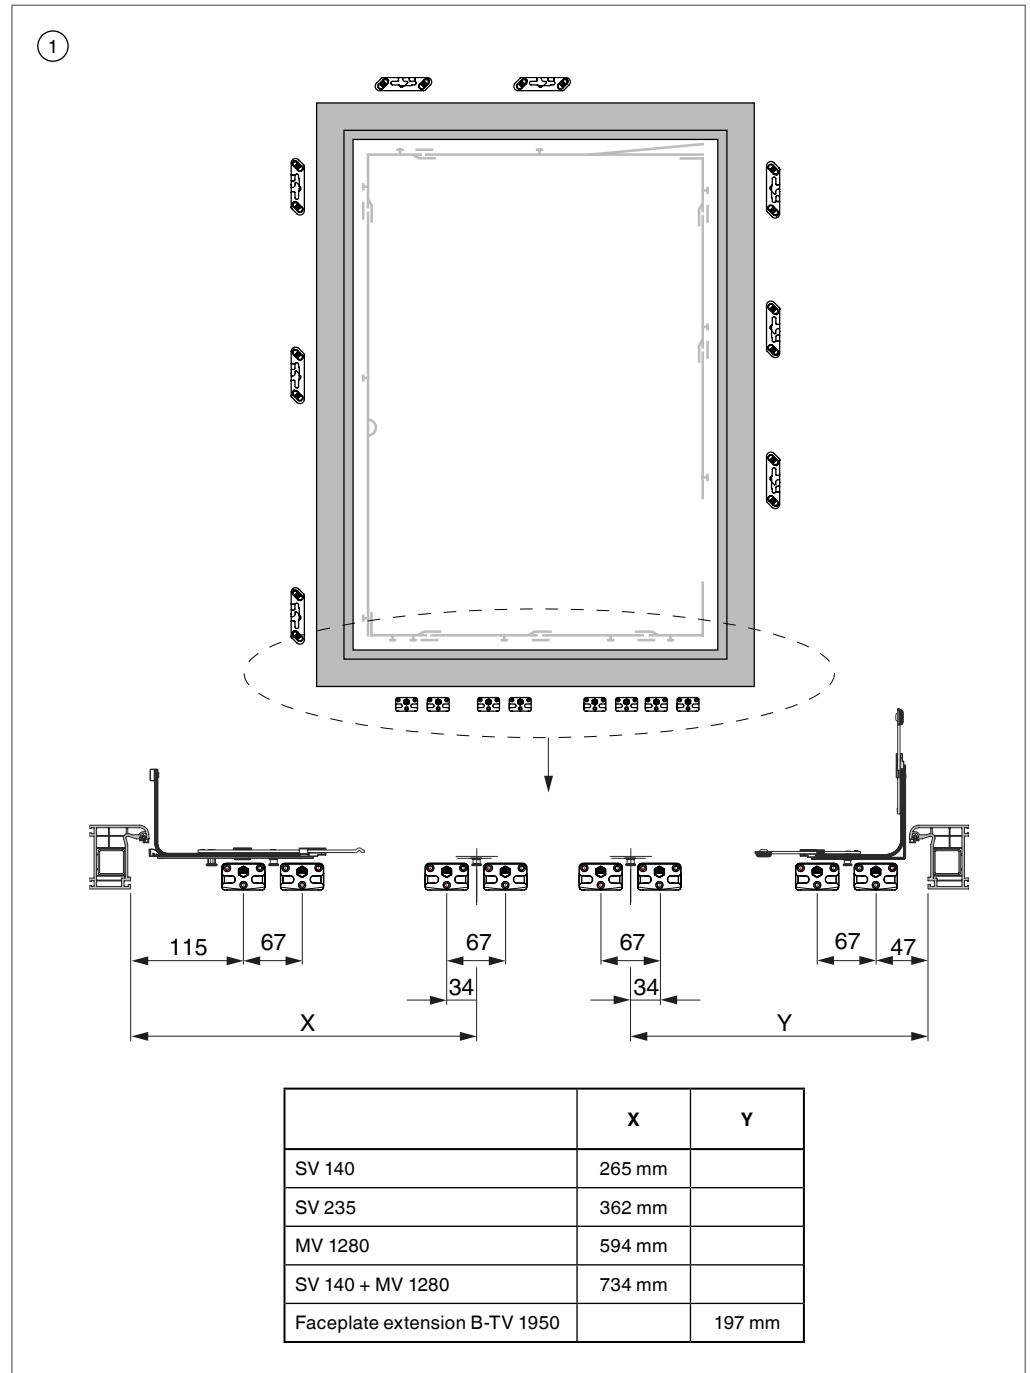 1
115 67 67 67 67 47
34 34
X Y
X Y
SV 140 265 mm
SV 235 362 mm
MV 1280 594 mm
SV 140 + MV 1280 734 mm
Faceplate extension B-TV 1950 197 mm